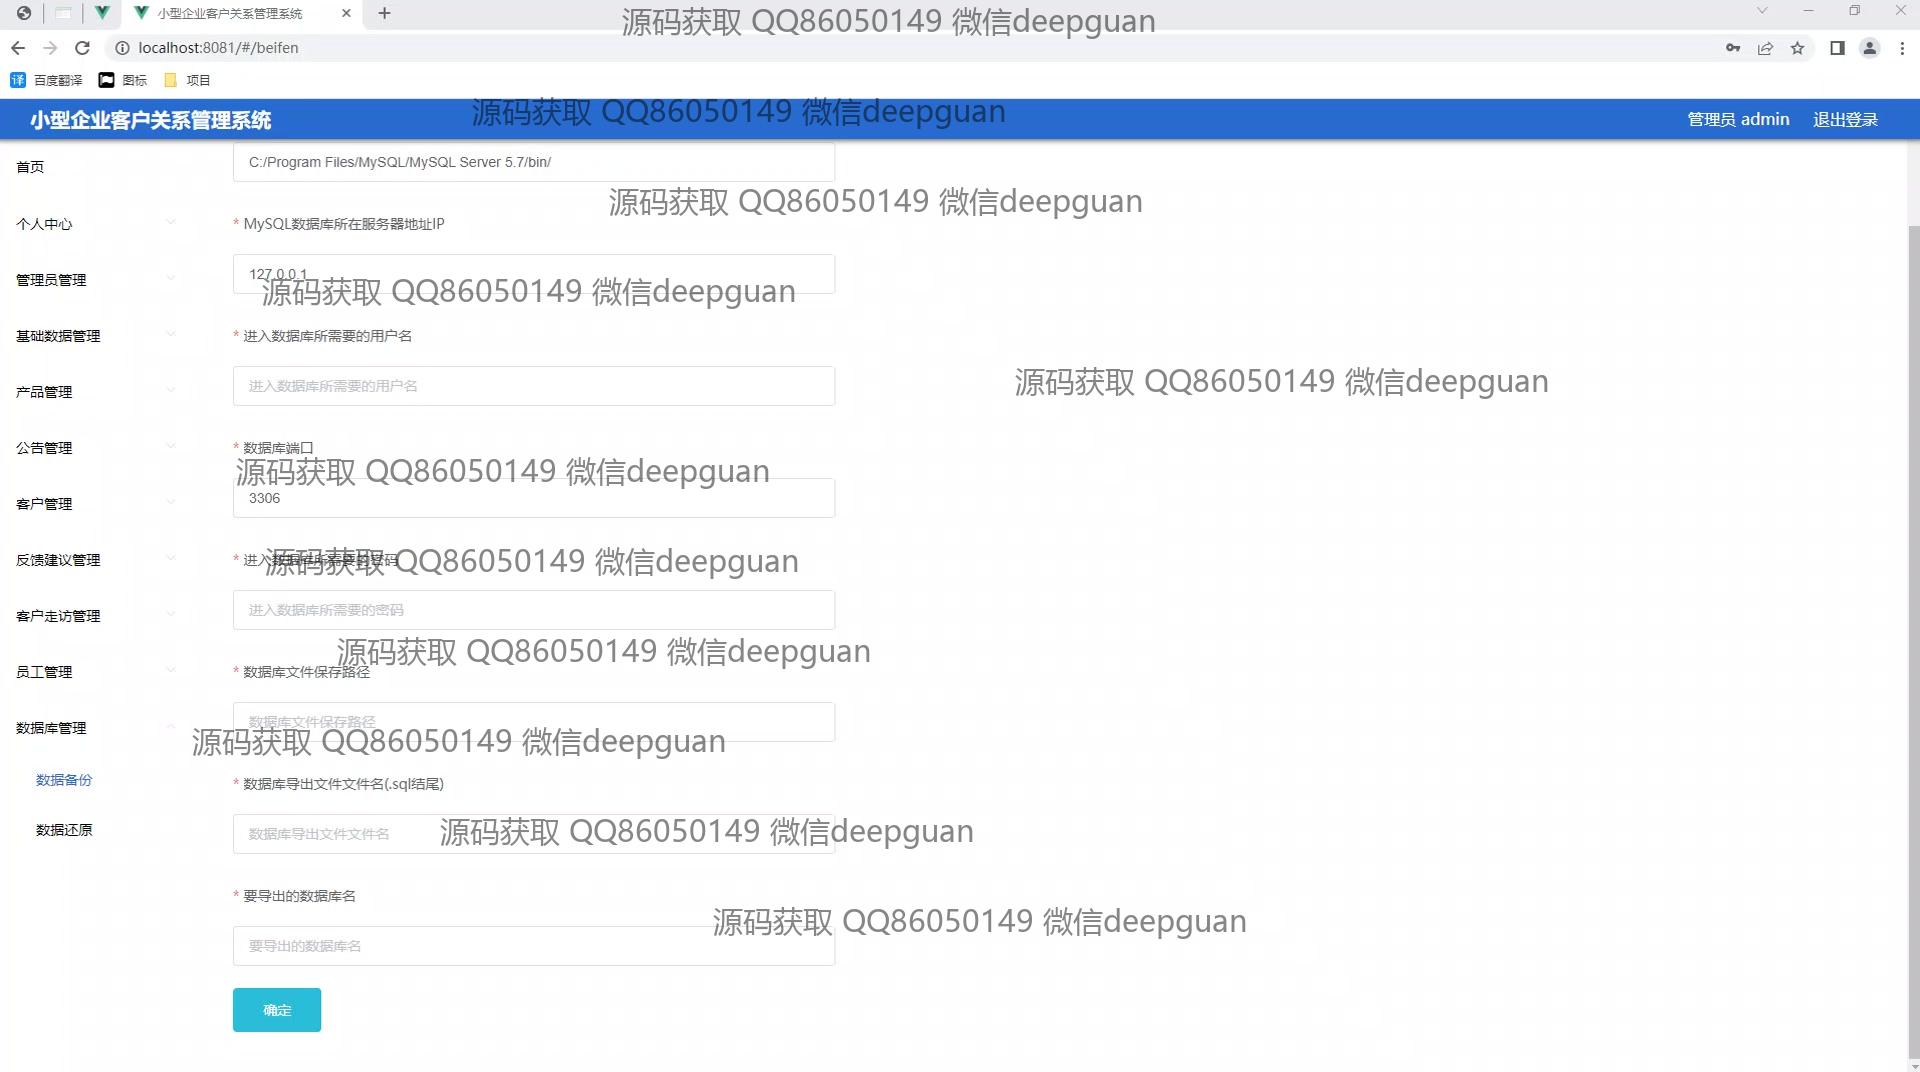 小型企业客户关系管理系统
源码获取 QQ86050149 微信deepguan
localhost:8081/#/beifen
百度翻译
图标
项目
小型企业客户关系管理系统
源码获取 QQ86050149 微信deepguan
管理员 admin
退出登录
首页
C:/Program Files/MySQL/MySQL Server 5.7/bin/
源码获取 QQ86050149 微信deepguan
个人中心
* MySQL数据库所在服务器地址IP
管理员管理
127.0.0.1
源码获取 QQ86050149 微信deepguan
基础数据管理
* 进入数据库所需要的用户名
产品管理
进入数据库所需要的用户名
源码获取 QQ86050149 微信deepguan
公告管理
* 数据库端口
源码获取 QQ86050149 微信deepguan
客户管理
3306
反馈建议管理
* 进入数据库所需要的密码
源码获取 QQ86050149 微信deepguan
客户走访管理
进入数据库所需要的密码
源码获取 QQ86050149 微信deepguan
员工管理
* 数据库文件保存路径
数据库管理
数据库文件保存路径
源码获取 QQ86050149 微信deepguan
数据备份
* 数据库导出文件文件名(.sql结尾)
数据还原
数据库导出文件文件名
源码获取 QQ86050149 微信deepguan
* 要导出的数据库名
源码获取 QQ86050149 微信deepguan
要导出的数据库名
确定